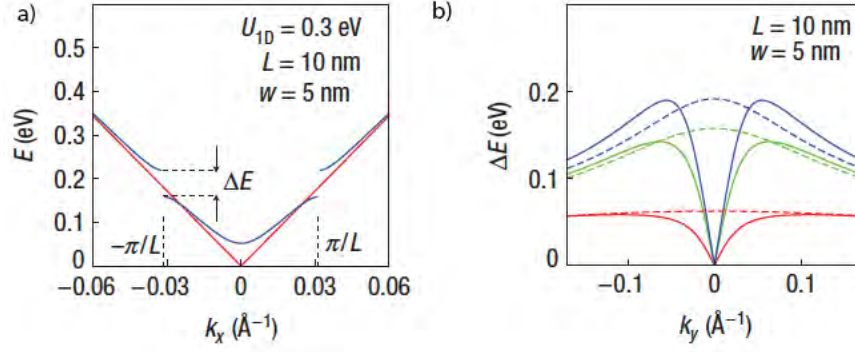 a)
U1D = 0.3 eV
L = 10 nm
w = 5 nm
0.5
0.4
0.3
0.2
0.1
0
E (eV)
ΔE
−π/L
π/L
−0.06
−0.03
0
0.03
0.06
kx (Å−1)
b)
L = 10 nm
w = 5 nm
0.2
0.1
0
ΔE (eV)
−0.1
0
0.1
ky (Å−1)